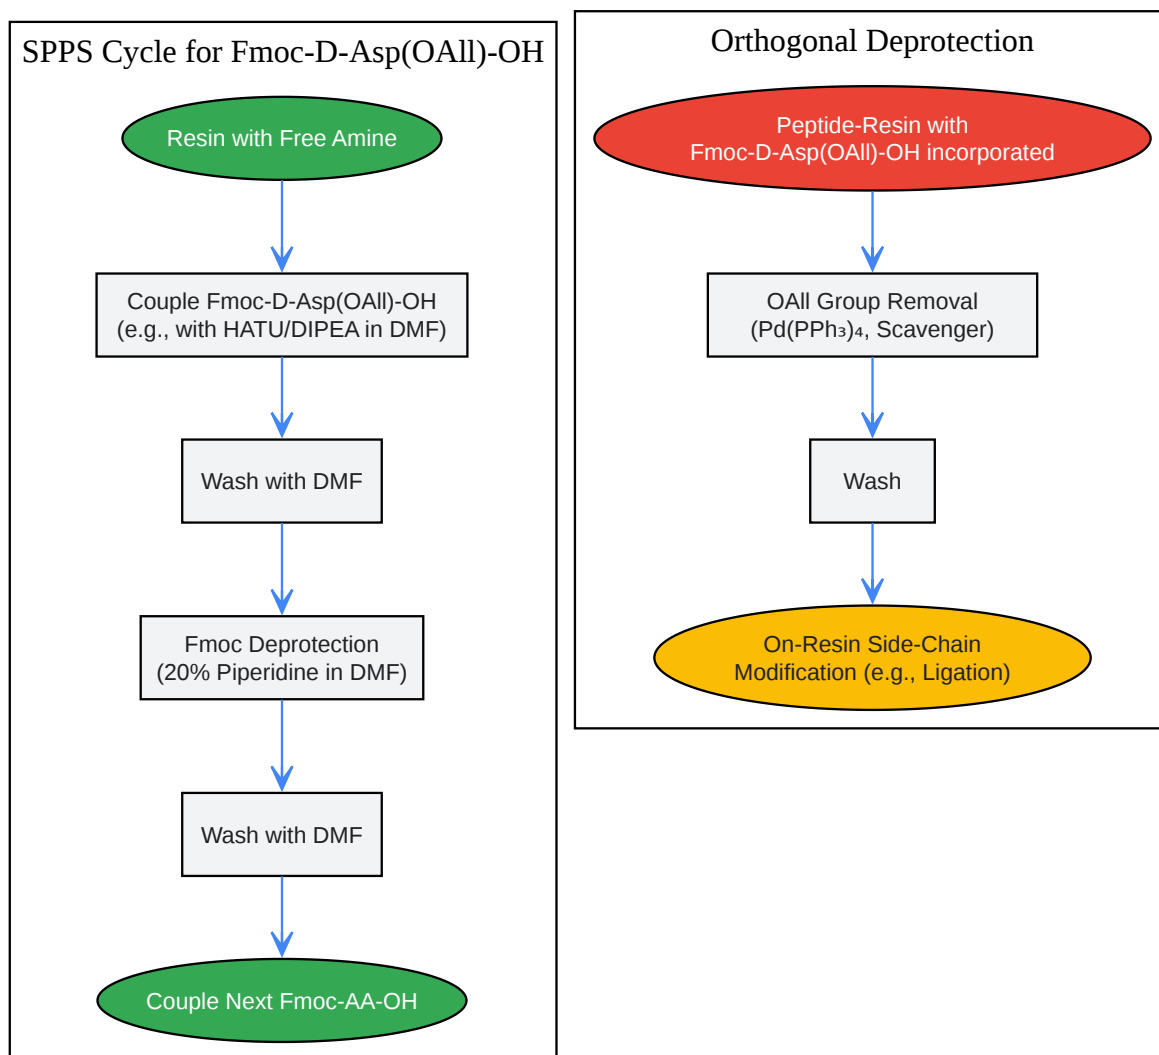 SPPS Cycle for Fmoc-D-Asp(OAll)-OH
Resin with Free Amine
Couple Fmoc-D-Asp(OAll)-OH
(e.g., with HATU/DIPEA in DMF)
Wash with DMF
Fmoc Deprotection
(20% Piperidine in DMF)
Wash with DMF
Couple Next Fmoc-AA-OH
Orthogonal Deprotection
Peptide-Resin with
Fmoc-D-Asp(OAll)-OH incorporated
OAll Group Removal
(Pd(PPh₃)₄, Scavenger)
Wash
On-Resin Side-Chain
Modification (e.g., Ligation)